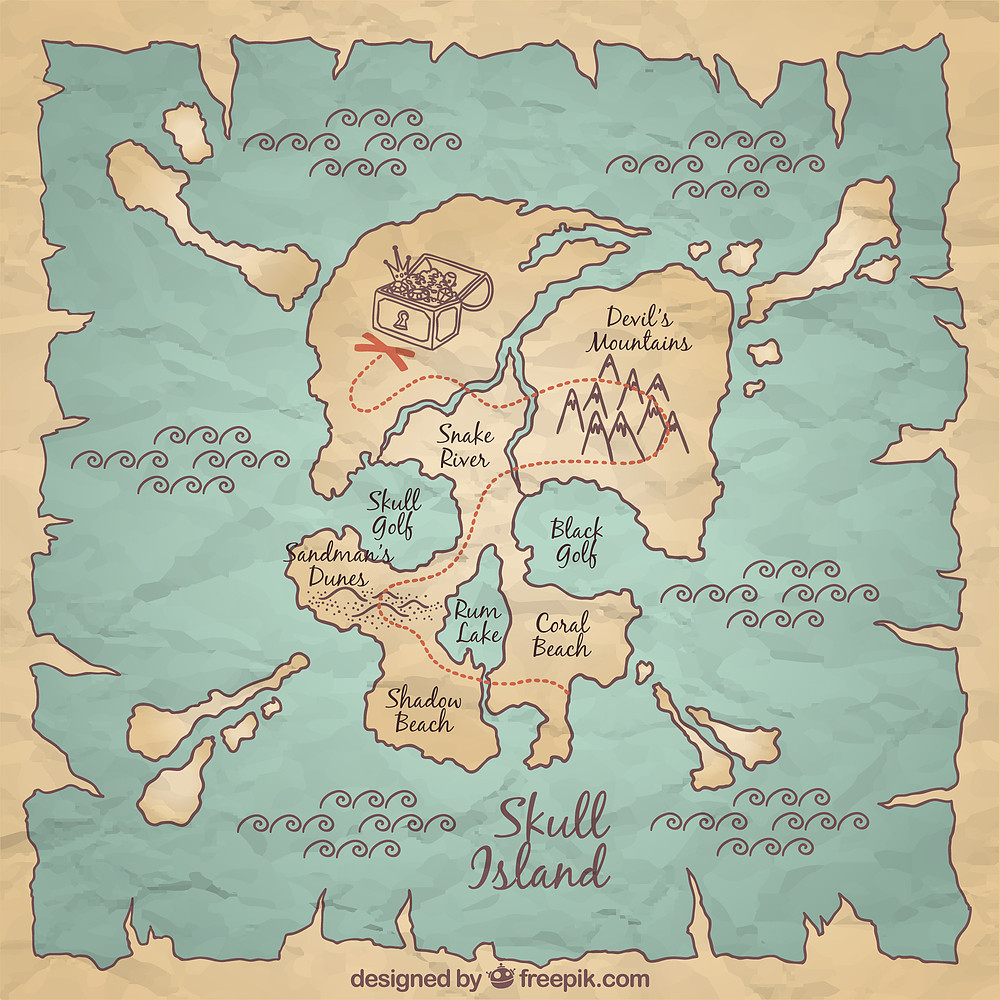 Devil's
Mountains
Snake
River
Skull
Golf
Black
Golf
Sandman's
Dunes
Rum
Lake
Coral
Beach
Shadow
Beach
Skull
Island
designed by freepik.com